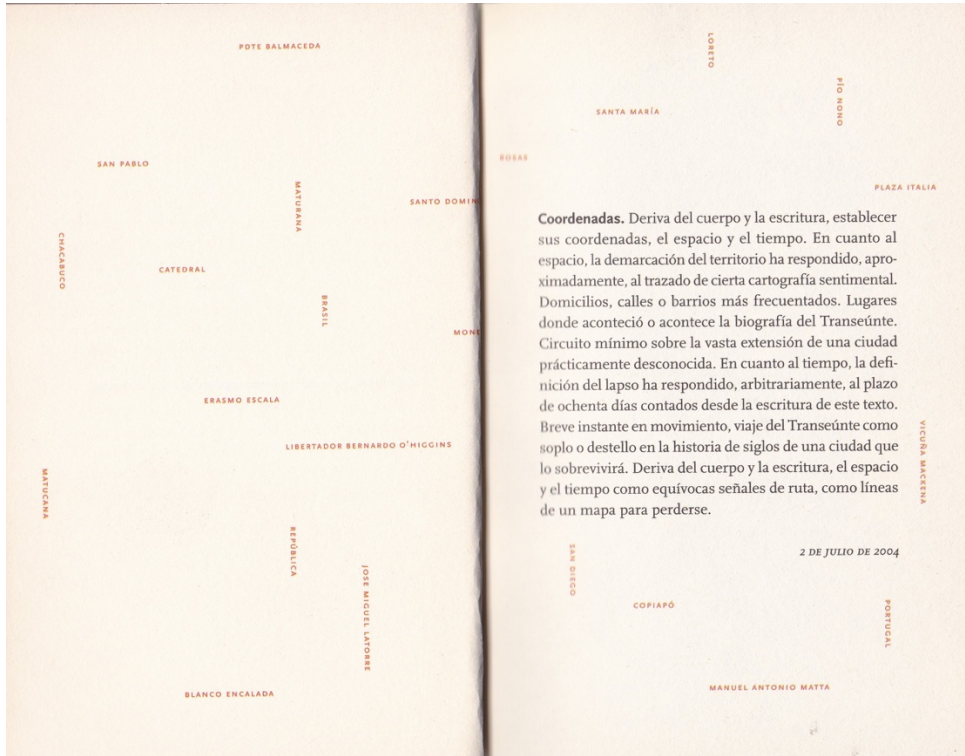 PDTE BALMACEDA
SAN PABLO
MATURANA
SANTO DOMIN
CHACABUCO
CATEDRAL
BRASIL
MONE
ERASMO ESCALA
LIBERTADOR BERNARDO O'HIGGINS
MATUCANA
REPÚBLICA
JOSE MIGUEL LATORRE
BLANCO ENCALADA
LORETO
PÍO NONO
SANTA MARÍA
ROSAS
PLAZA ITALIA
Coordenadas. Deriva del cuerpo y la escritura, establecer
sus coordenadas, el espacio y el tiempo. En cuanto al
espacio, la demarcación del territorio ha respondido, apro-
ximadamente, al trazado de cierta cartografía sentimental.
Domicilios, calles o barrios más frecuentados. Lugares
donde aconteció o acontece la biografía del Transeúnte.
Circuito mínimo sobre la vasta extensión de una ciudad
prácticamente desconocida. En cuanto al tiempo, la defi-
nición del lapso ha respondido, arbitrariamente, al plazo
de ochenta días contados desde la escritura de este texto.
Breve instante en movimiento, viaje del Transeúnte como
soplo o destello en la historia de siglos de una ciudad que
lo sobrevivirá. Deriva del cuerpo y la escritura, el espacio
y el tiempo como equívocas señales de ruta, como líneas
de un mapa para perderse.
VICUÑA MACKENA
2 DE JULIO DE 2004
SAN DIEGO
COPIAPÓ
PORTUGAL
MANUEL ANTONIO MATTA